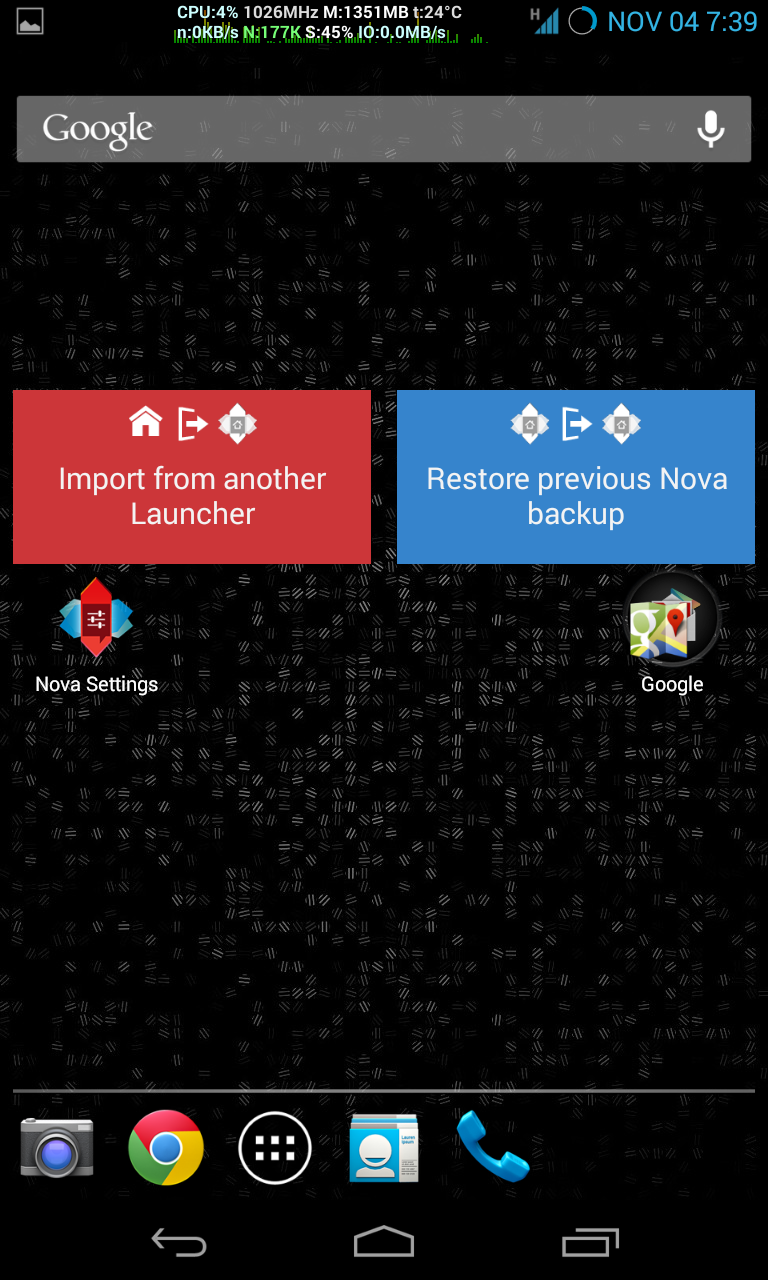 CPU:4% 1026MHz M:1351MB t:24°C
n:0KB/s N:177K S:45% IO:0.0MB/s
H
NOV 04 7:39
Google
Import from another
Launcher
Restore previous Nova
backup
Nova Settings
Google